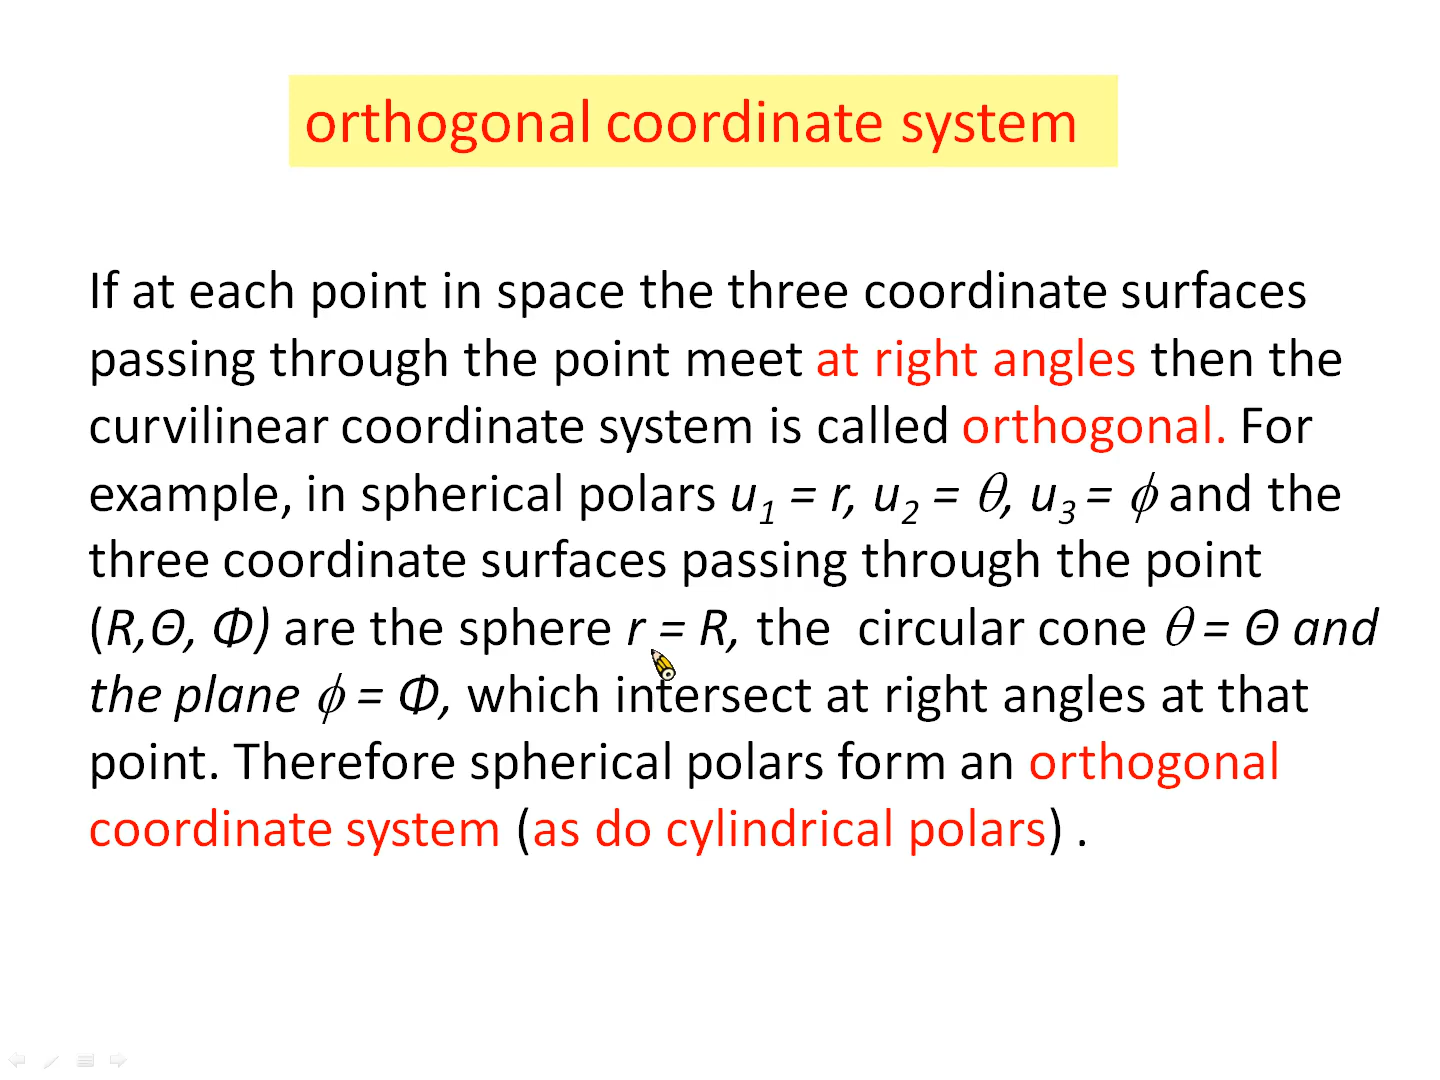 orthogonal coordinate system
If at each point in space the three coordinate surfaces
passing through the point meet at right angles then the
curvilinear coordinate system is called orthogonal. For
example, in spherical polars u₁ = r, u₂ = θ, u₃ = ϕ and the
three coordinate surfaces passing through the point
(R,Θ, Φ) are the sphere r = R, the circular cone θ = Θ and
the plane ϕ = Φ, which intersect at right angles at that
point. Therefore spherical polars form an orthogonal
coordinate system (as do cylindrical polars) .